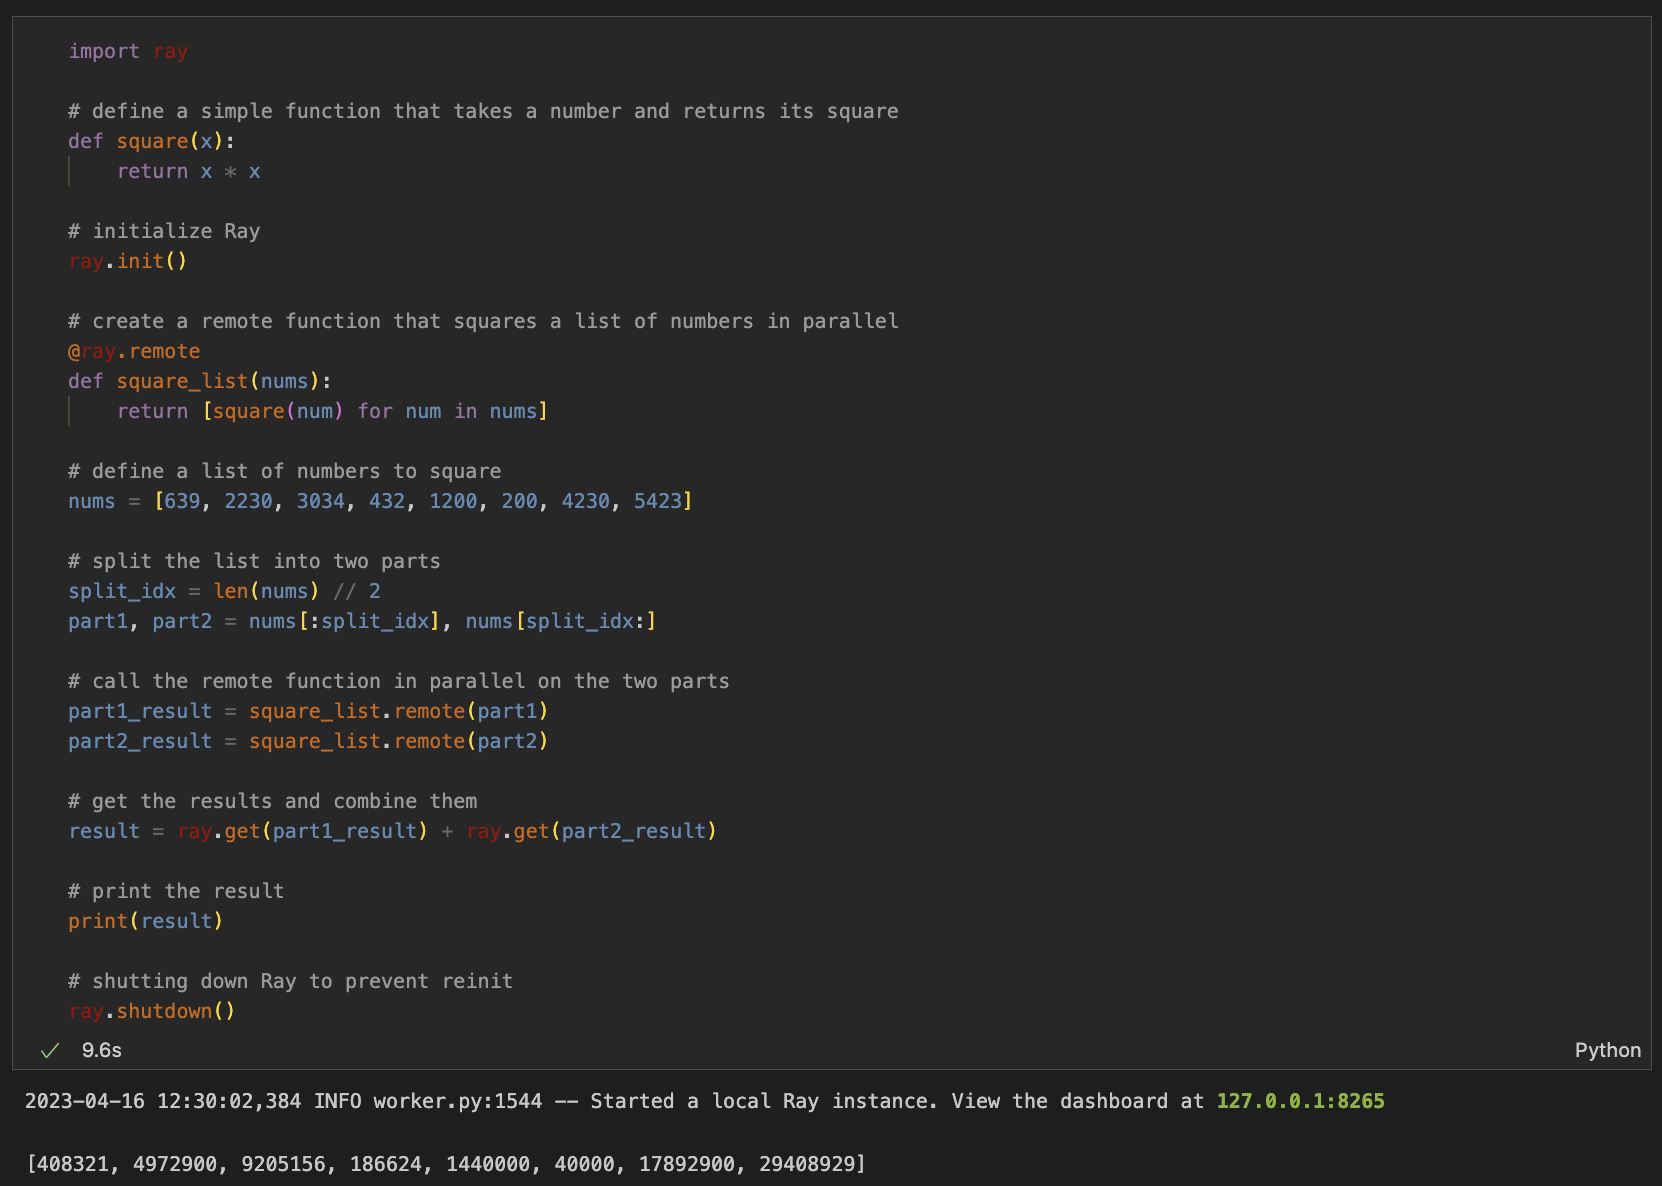 import ray
# define a simple function that takes a number and returns its square
def square(x):
    return x * x
# initialize Ray
ray.init()
# create a remote function that squares a list of numbers in parallel
@ray.remote
def square_list(nums):
    return [square(num) for num in nums]
# define a list of numbers to square
nums = [639, 2230, 3034, 432, 1200, 200, 4230, 5423]
# split the list into two parts
split_idx = len(nums) // 2
part1, part2 = nums[:split_idx], nums[split_idx:]
# call the remote function in parallel on the two parts
part1_result = square_list.remote(part1)
part2_result = square_list.remote(part2)
# get the results and combine them
result = ray.get(part1_result) + ray.get(part2_result)
# print the result
print(result)
# shutting down Ray to prevent reinit
ray.shutdown()
9.6s
Python
2023-04-16 12:30:02,384 INFO worker.py:1544 -- Started a local Ray instance. View the dashboard at 127.0.0.1:8265
[408321, 4972900, 9205156, 186624, 1440000, 40000, 17892900, 29408929]